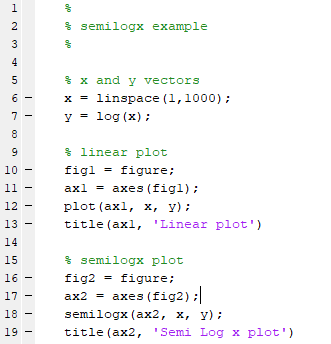 1 %
2 % semilogx example
3 %
4
5 % x and y vectors
6 – x = linspace(1,1000);
7 – y = log(x);
8
9 % linear plot
10 – fig1 = figure;
11 – ax1 = axes(fig1);
12 – plot(ax1, x, y);
13 – title(ax1, 'Linear plot')
14
15 % semilogx plot
16 – fig2 = figure;
17 – ax2 = axes(fig2);
18 – semilogx(ax2, x, y);
19 – title(ax2, 'Semi Log x plot')